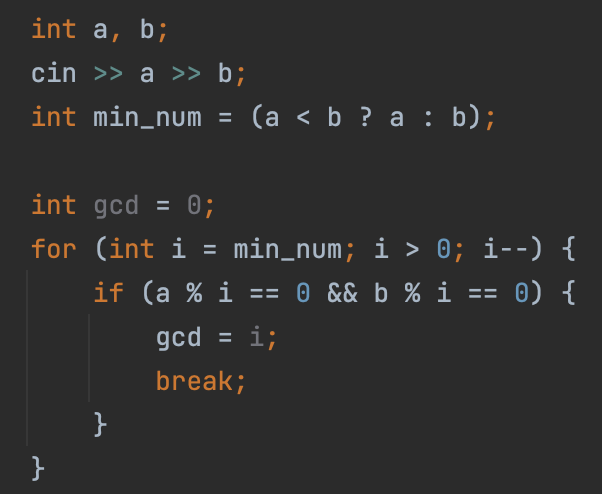 int a, b;
cin >> a >> b;
int min_num = (a < b ? a : b);

int gcd = 0;
for (int i = min_num; i > 0; i--) {
    if (a % i == 0 && b % i == 0) {
        gcd = i;
        break;
    }
}